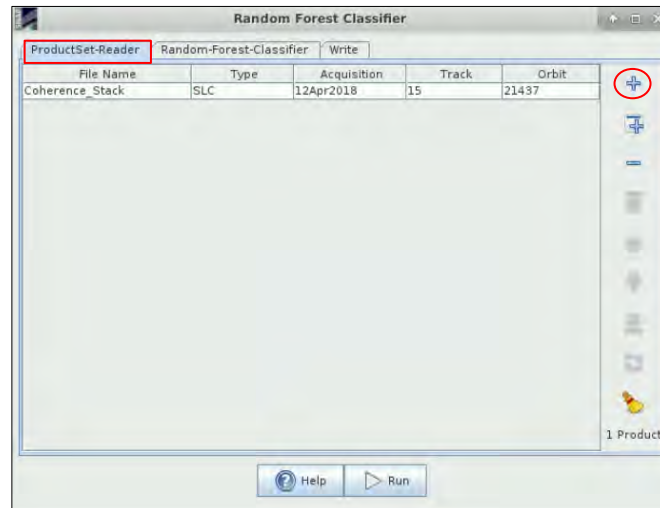 Random Forest Classifier
ProductSet-Reader Random-Forest-Classifier Write
File Name Type Acquisition Track Orbit
Coherence_Stack SLC 12Apr2018 15 21437
1 Product
Help Run